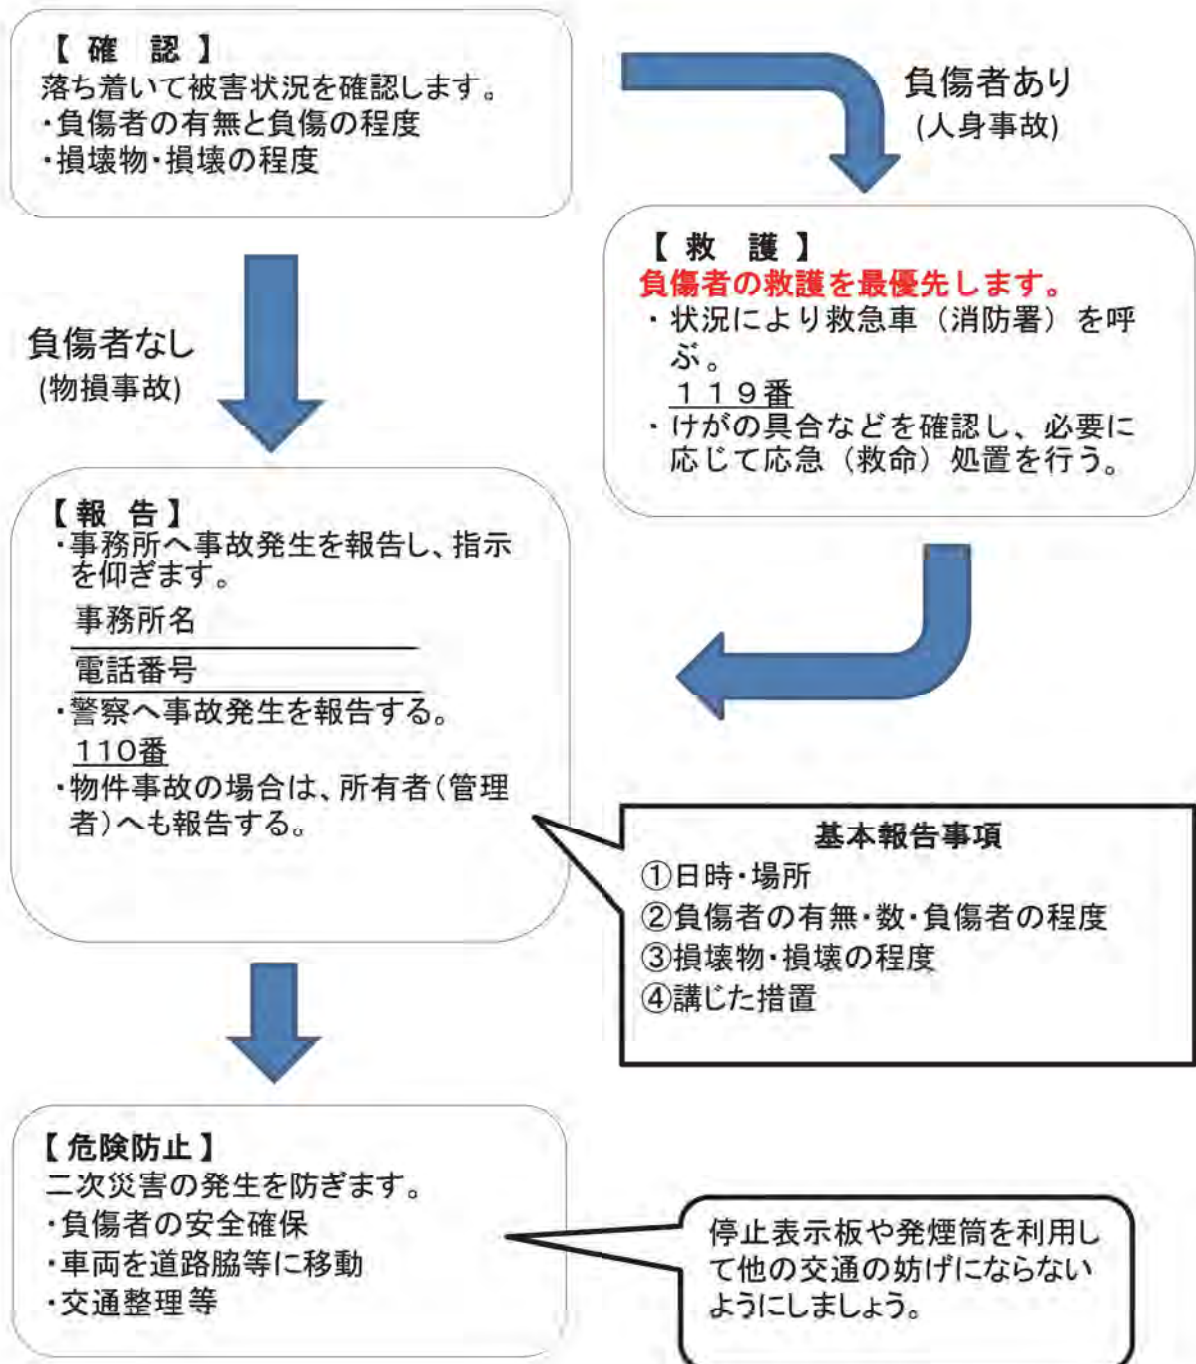 【 確　認 】
落ち着いて被害状況を確認します。
・負傷者の有無と負傷の程度
・損壊物・損壊の程度
負傷者あり
(人身事故)
【 救　護 】
負傷者の救護を最優先します。
・状況により救急車（消防署）を呼
ぶ。
１１９番
・けがの具合などを確認し、必要に
応じて応急（救命）処置を行う。
負傷者なし
(物損事故)
【 報 告 】
・事務所へ事故発生を報告し、指示
を仰ぎます。
事務所名
電話番号
・警察へ事故発生を報告する。
110番
・物件事故の場合は、所有者（管理
者）へも報告する。
基本報告事項
①日時・場所
②負傷者の有無・数・負傷者の程度
③損壊物・損壊の程度
④講じた措置
【 危険防止 】
二次災害の発生を防ぎます。
・負傷者の安全確保
・車両を道路脇等に移動
・交通整理等
停止表示板や発煙筒を利用し
て他の交通の妨げにならない
ようにしましょう。